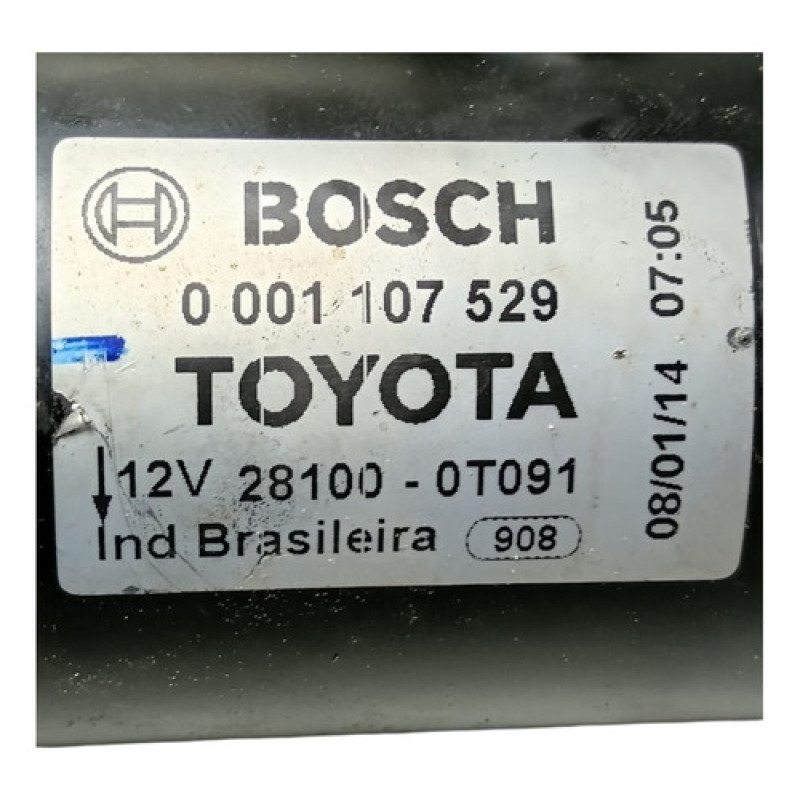 BOSCH
0 001 107 529
TOYOTA
12V 28100 - 0T091
Ind Brasileira 908
08/01/14 07:05